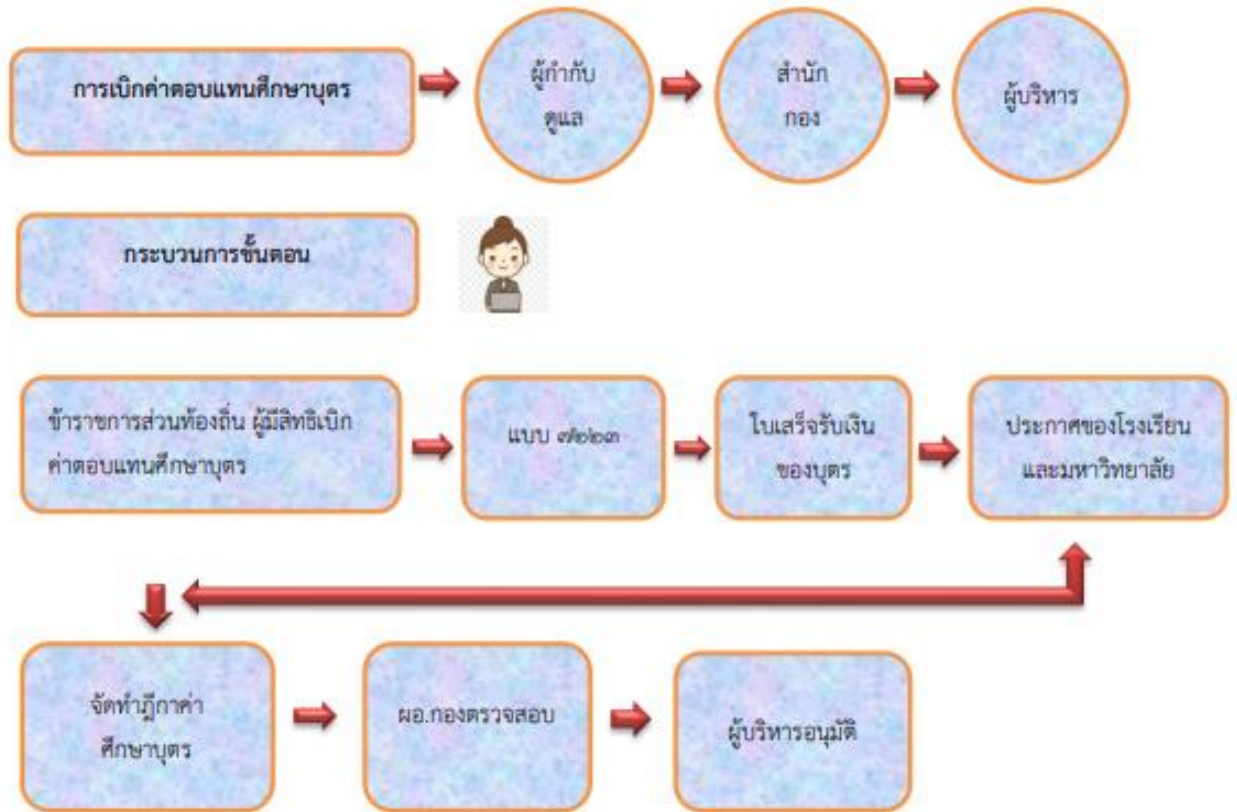 การเบิกค่าตอบแทนศึกษาบุตร
ผู้กำกับ
ดูแล
สำนัก
กอง
ผู้บริหาร
กระบวนการขั้นตอน
ข้าราชการส่วนท้องถิ่น ผู้มีสิทธิเบิก
ค่าตอบแทนศึกษาบุตร
แบบ ๗๒๒๓
ใบเสร็จรับเงิน
ของบุตร
ประกาศของโรงเรียน
และมหาวิทยาลัย
จัดทำฎีกาค่า
ศึกษาบุตร
ผอ.กองตรวจสอบ
ผู้บริหารอนุมัติ